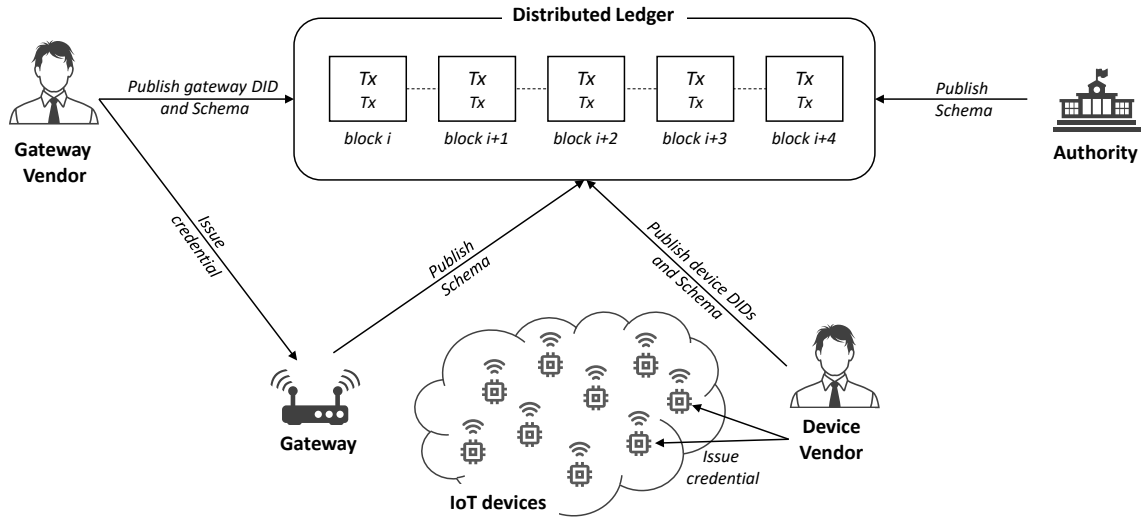 Distributed Ledger
Tx Tx Tx Tx Tx
Tx Tx Tx Tx Tx
block i block i+1 block i+2 block i+3 block i+4
Publish gateway DID
and Schema
Publish
Schema
Gateway
Vendor
Authority
Issue
credential
Publish
Schema
Publish device DIDs
and Schema
Gateway
Device
Vendor
Issue
credential
IoT devices